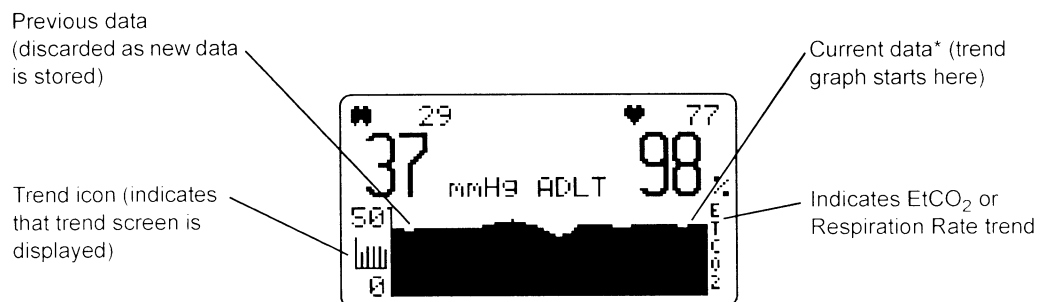 Previous data
(discarded as new data
is stored)
Current data* (trend
graph starts here)
29
77
37
mmHg ADLT
98
%
50
0
ETCO2
Trend icon (indicates
that trend screen is
displayed)
Indicates EtCO₂ or
Respiration Rate trend